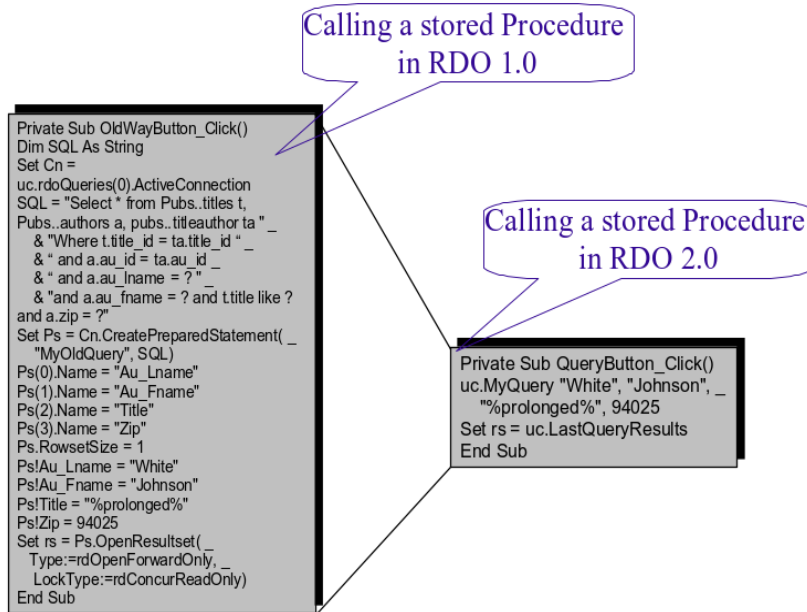 Calling a stored Procedure
in RDO 1.0
Private Sub OldWayButton_Click()
Dim SQL As String
Set Cn =
uc.rdoQueries(0).ActiveConnection
SQL = "Select * from Pubs..titles t,
Pubs..authors a, pubs..titleauthor ta " _
& "Where t.title_id = ta.title_id “ _
& “ and a.au_id = ta.au_id _
& “ and a.au_lname = ? " _
& "and a.au_fname = ? and t.title like ?
and a.zip = ?"
Set Ps = Cn.CreatePreparedStatement( _
"MyOldQuery", SQL)
Ps(0).Name = "Au_Lname"
Ps(1).Name = "Au_Fname"
Ps(2).Name = "Title"
Ps(3).Name = "Zip"
Ps.RowsetSize = 1
Ps!Au_Lname = "White"
Ps!Au_Fname = "Johnson"
Ps!Title = "%prolonged%"
Ps!Zip = 94025
Set rs = Ps.OpenResultset( _
Type:=rdOpenForwardOnly, _
LockType:=rdConcurReadOnly)
End Sub
Calling a stored Procedure
in RDO 2.0
Private Sub QueryButton_Click()
uc.MyQuery "White", "Johnson", _
"%prolonged%", 94025
Set rs = uc.LastQueryResults
End Sub